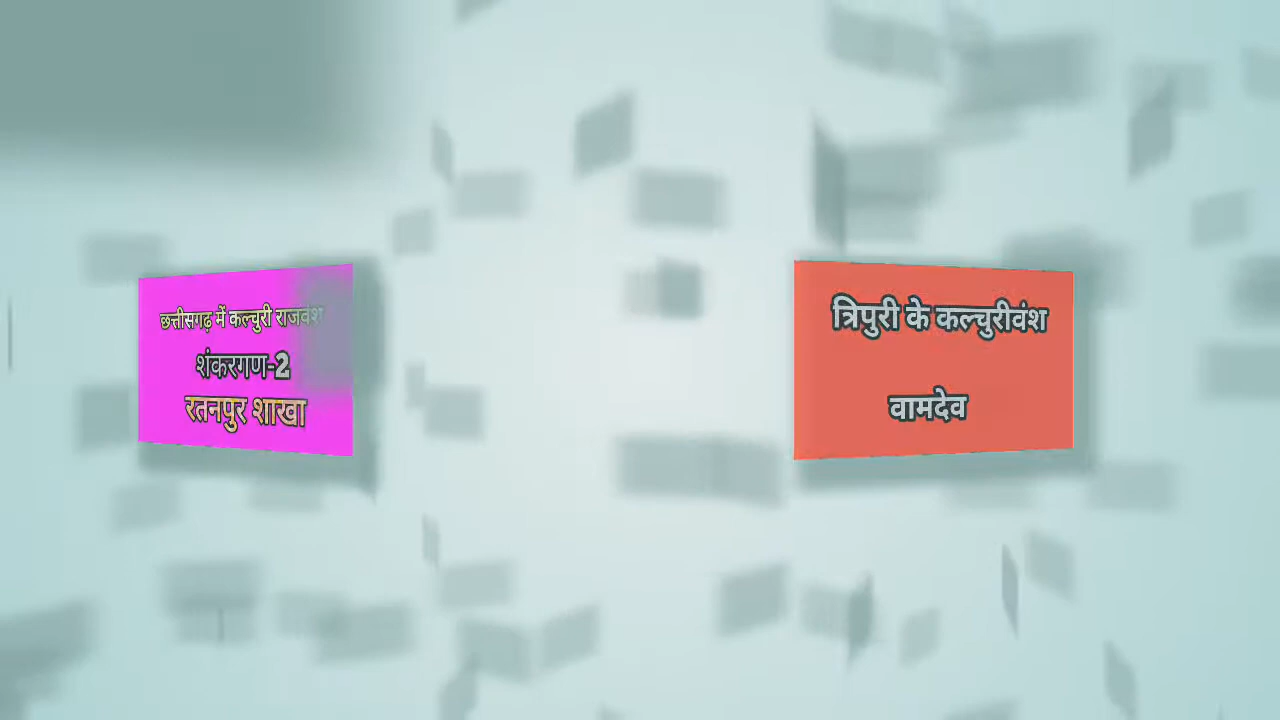 छत्तीसगढ़ में कल्चुरी राजवंश
शंकरगण-2
रतनपुर शाखा
त्रिपुरी के कल्चुरीवंश
वामदेव